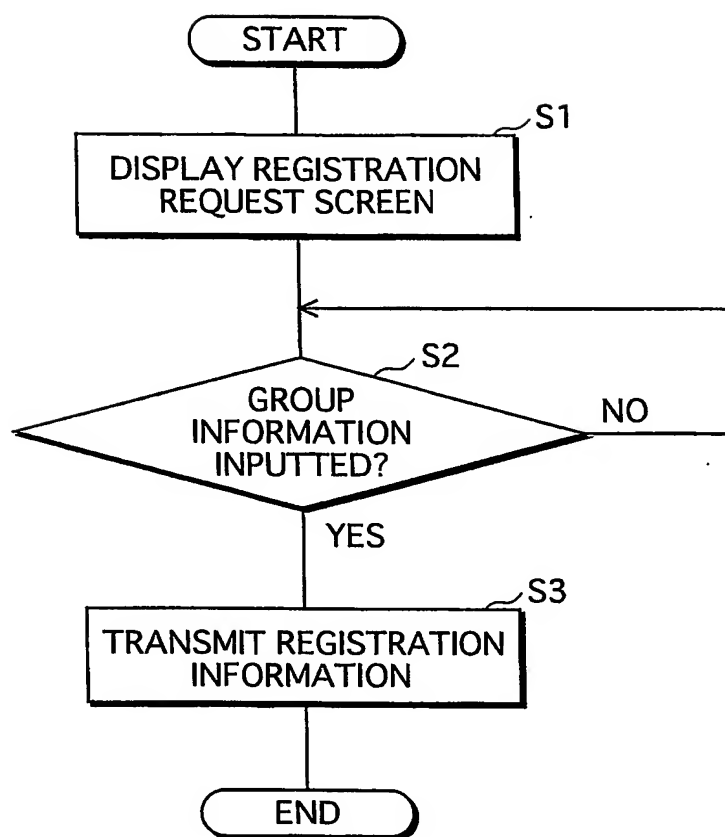 START
S1
DISPLAY REGISTRATION
REQUEST SCREEN
S2
GROUP
INFORMATION
INPUTTED?
NO
YES
S3
TRANSMIT REGISTRATION
INFORMATION
END